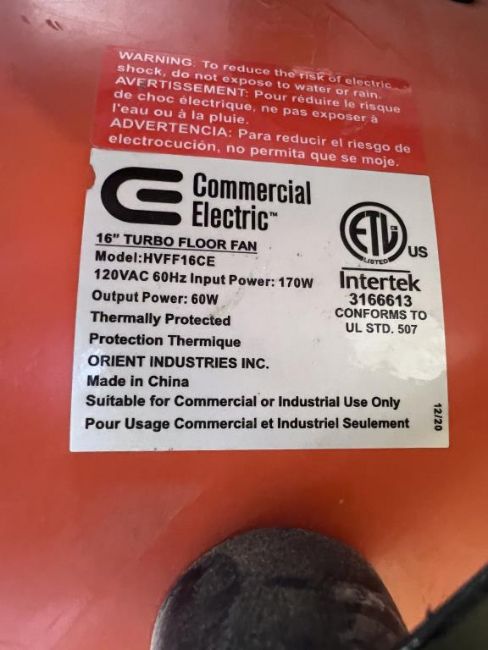 WARNING: To reduce the risk of electric
shock, do not expose to water or rain.
AVERTISSEMENT: Pour réduire le risque
de choc électrique, ne pas exposer à
l'eau ou à la pluie.
ADVERTENCIA: Para reducir el riesgo de
electrocución, no permita que se moje.
Commercial
Electric™
16" TURBO FLOOR FAN
Model:HVFF16CE
120VAC 60Hz Input Power: 170W
Output Power: 60W
Thermally Protected
Protection Thermique
ORIENT INDUSTRIES INC.
Made in China
Suitable for Commercial or Industrial Use Only
Pour Usage Commercial et Industriel Seulement
ETL
LISTED
US
Intertek
3166613
CONFORMS TO
UL STD. 507
12/20